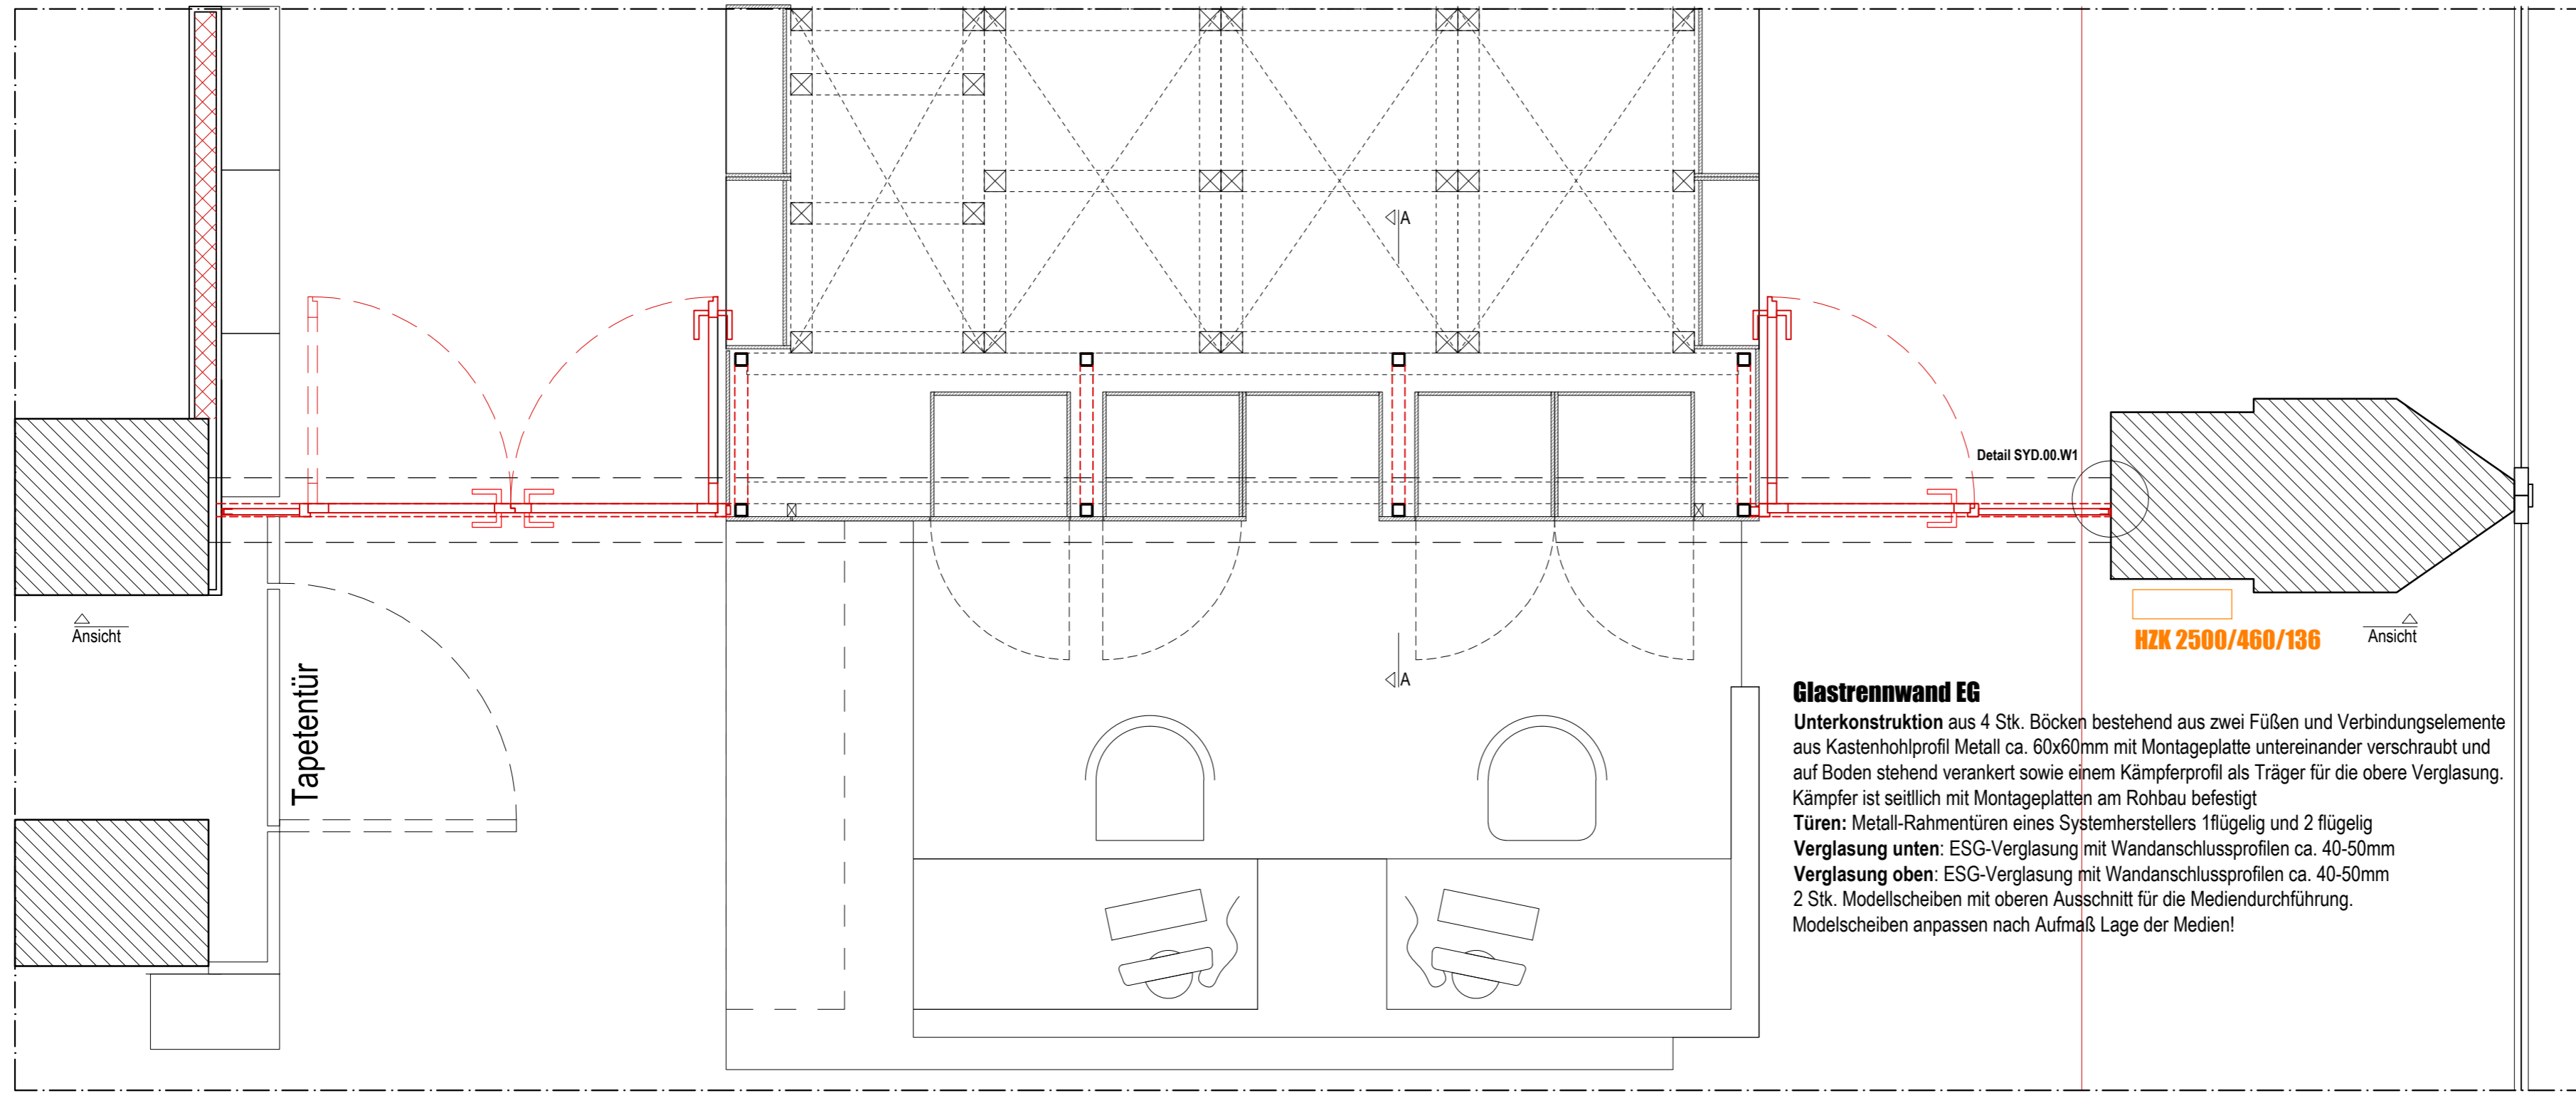 A
Detail SYD.00.W1
Ansicht
HZK 2500/460/136
Ansicht
Tapetentür
A
Glastrennwand EG
Unterkonstruktion aus 4 Stk. Böcken bestehend aus zwei Füßen und Verbindungselemente
aus Kastenhohlprofil Metall ca. 60x60mm mit Montageplatte untereinander verschraubt und
auf Boden stehend verankert sowie einem Kämpferprofil als Träger für die obere Verglasung.
Kämpfer ist seitllich mit Montageplatten am Rohbau befestigt
Türen: Metall-Rahmentüren eines Systemherstellers 1flügelig und 2 flügelig
Verglasung unten: ESG-Verglasung mit Wandanschlussprofilen ca. 40-50mm
Verglasung oben: ESG-Verglasung mit Wandanschlussprofilen ca. 40-50mm
2 Stk. Modellscheiben mit oberen Ausschnitt für die Mediendurchführung.
Modelscheiben anpassen nach Aufmaß Lage der Medien!